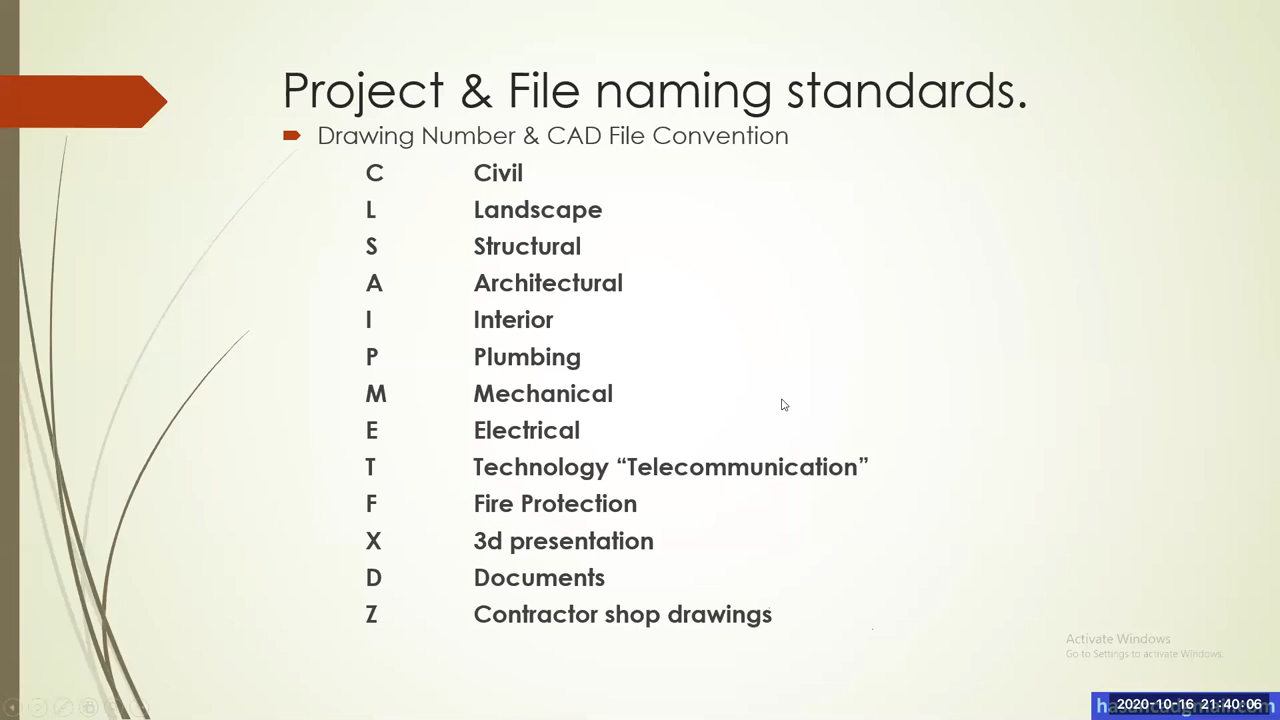 Project & File naming standards.
Drawing Number & CAD File Convention
C Civil
L Landscape
S Structural
A Architectural
I Interior
P Plumbing
M Mechanical
E Electrical
T Technology “Telecommunication”
F Fire Protection
X 3d presentation
D Documents
Z Contractor shop drawings
Activate Windows
Go to Settings to activate Windows.
2020-10-16 21:40:06